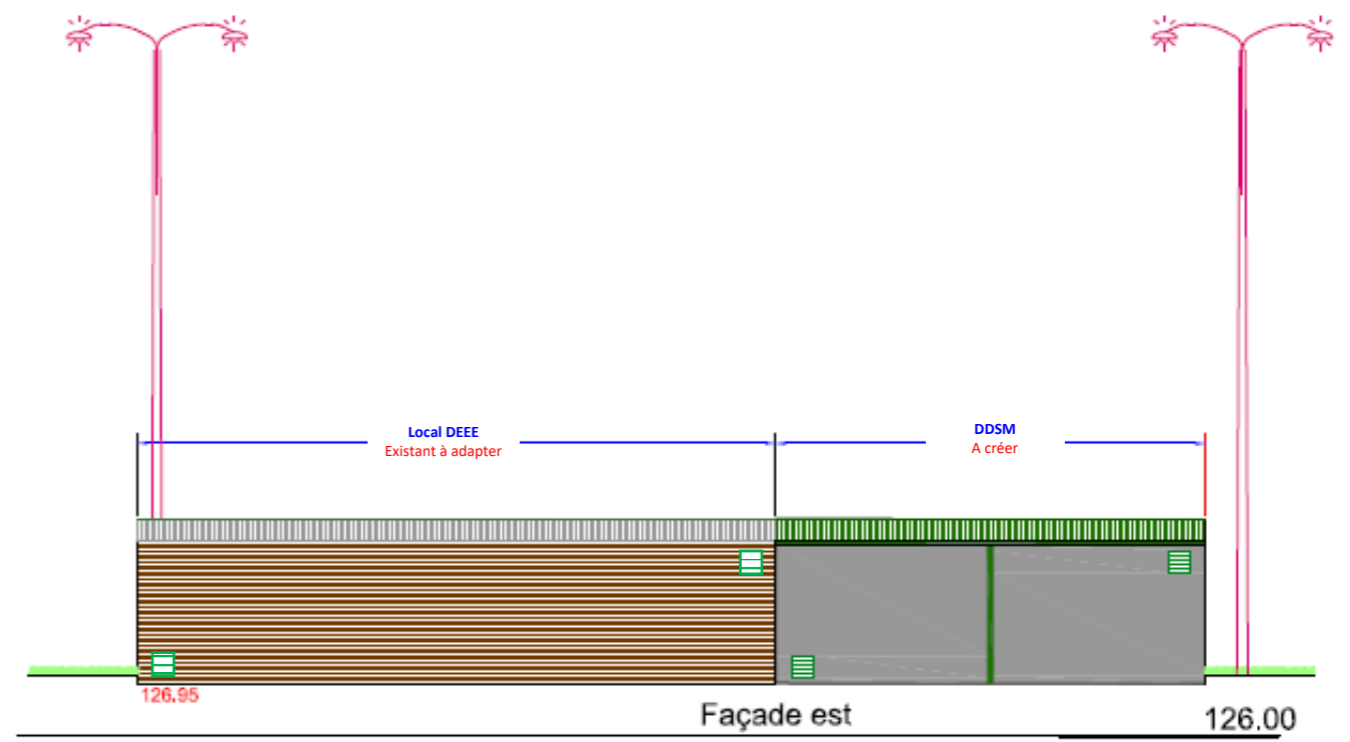 Local DEEE
Existant à adapter
DDSM
A créer
126.95
Façade est
126.00